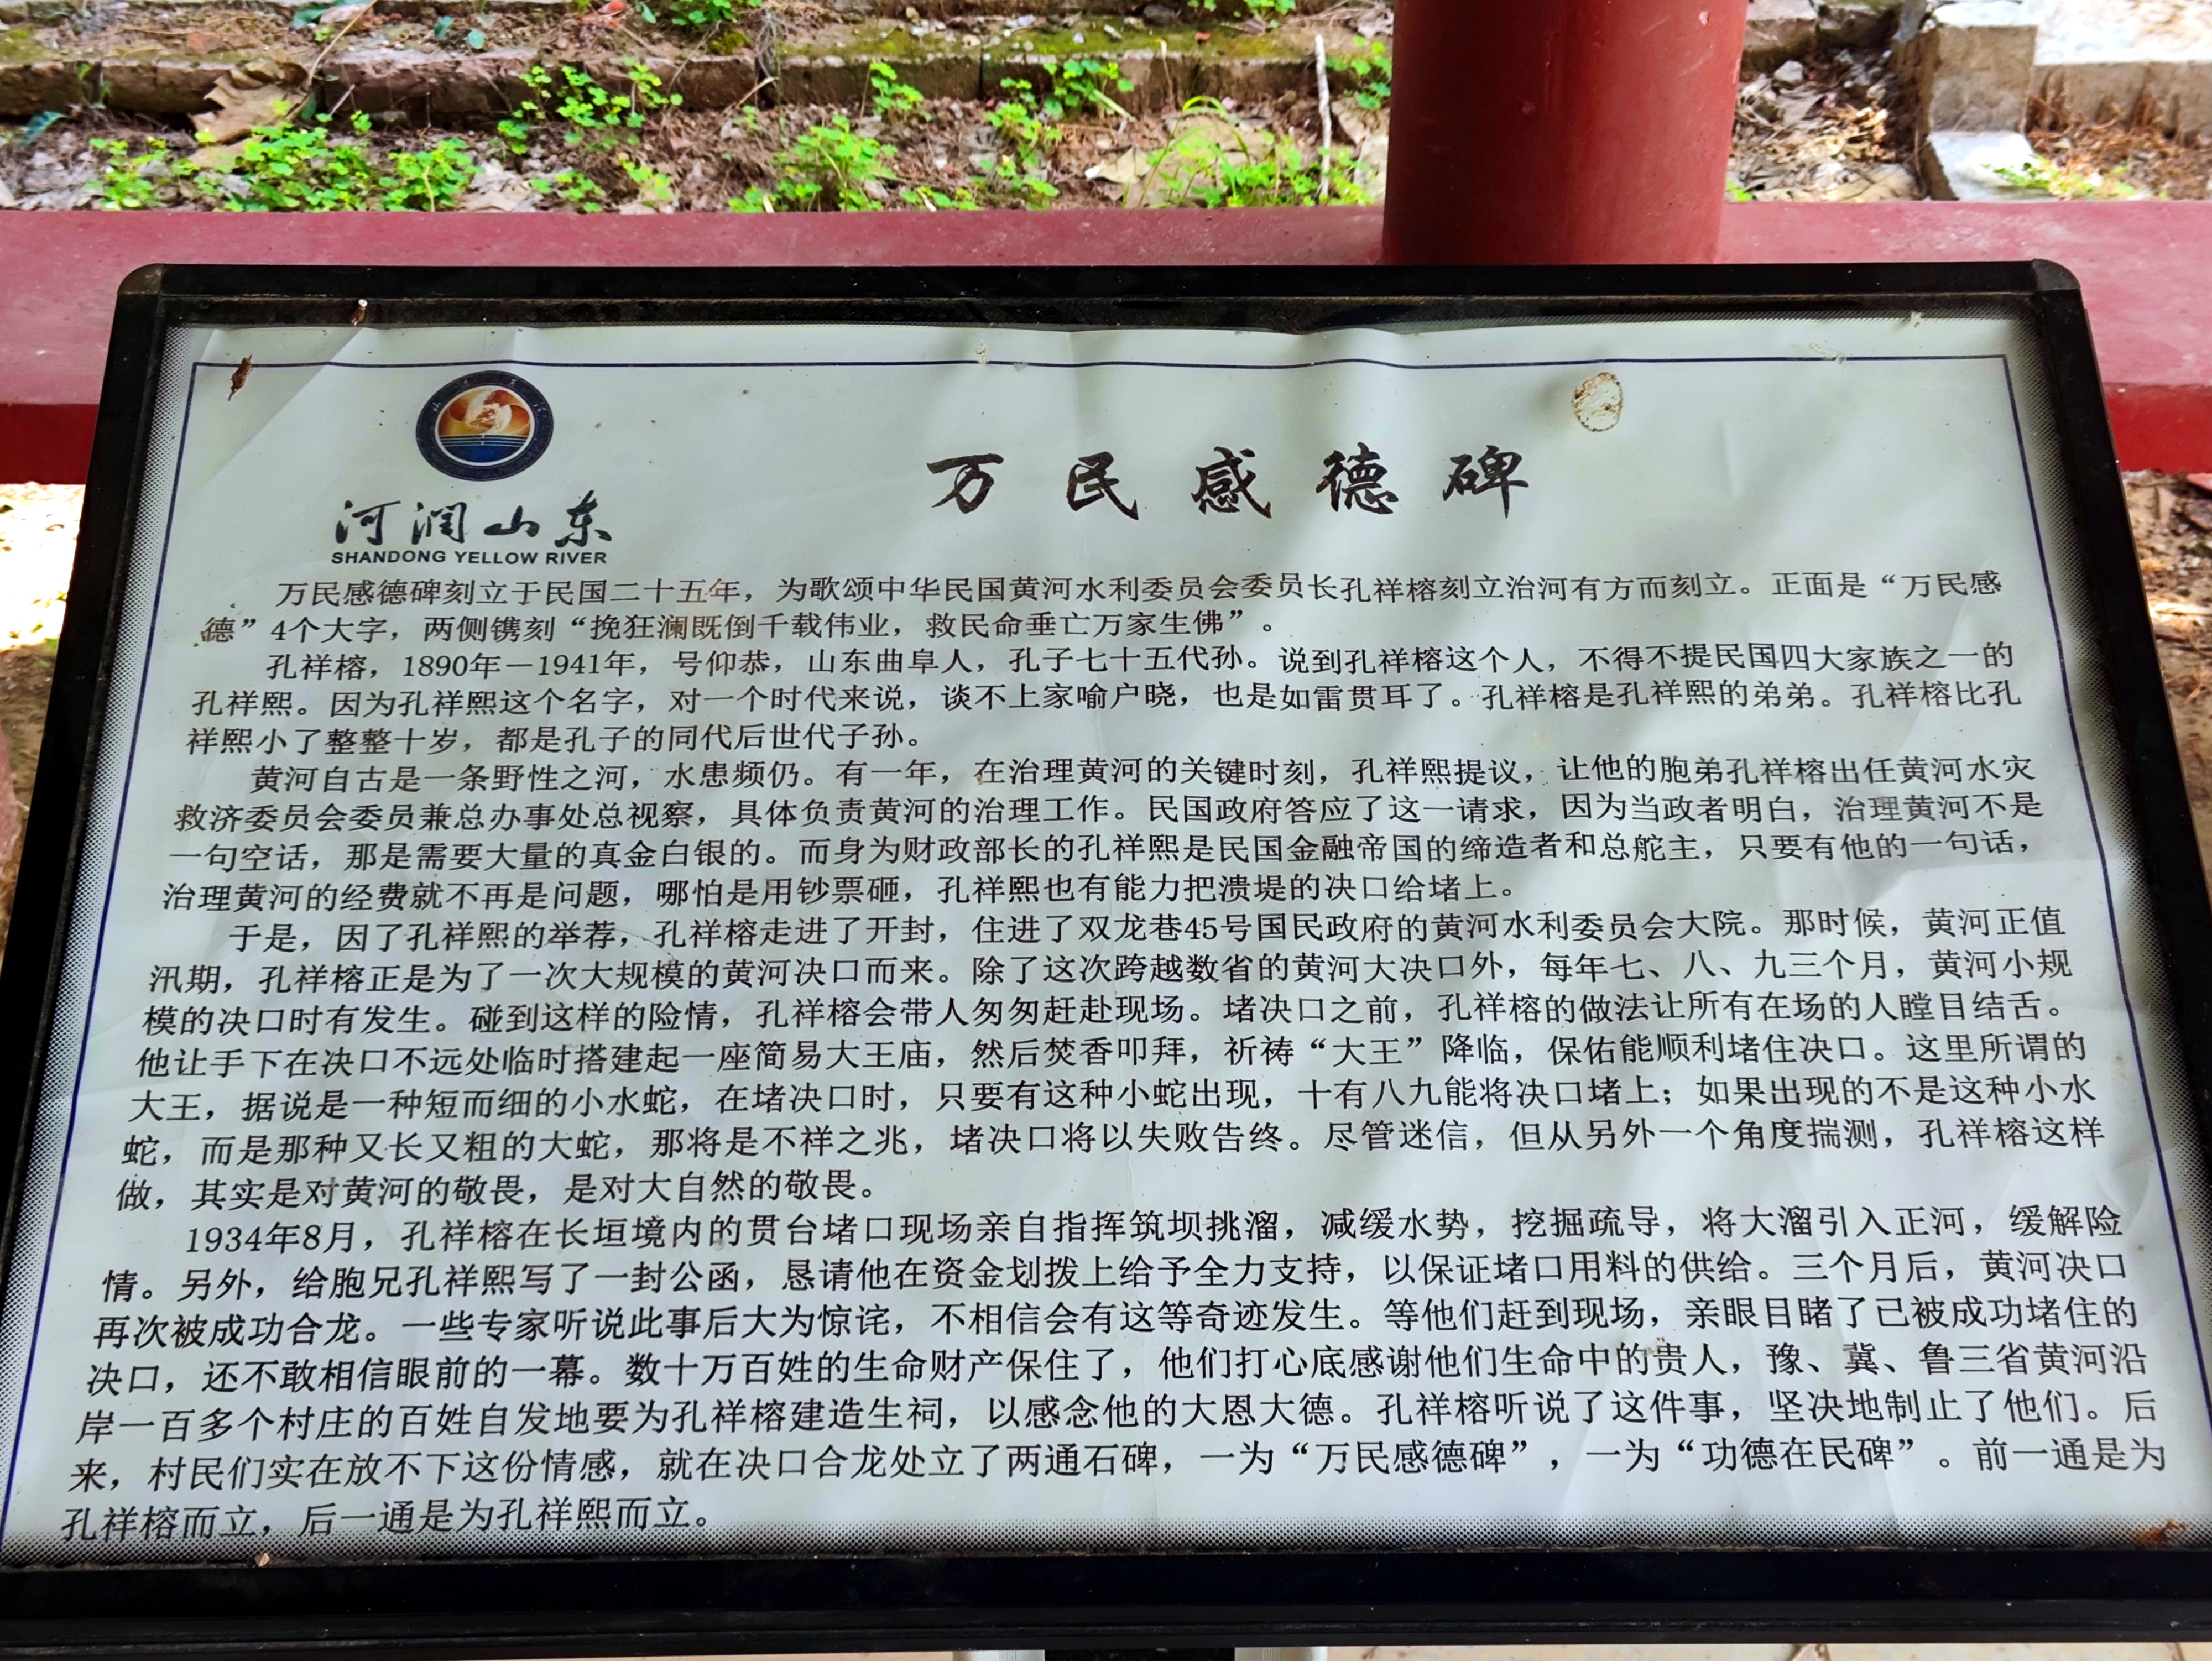 河润山东
SHANDONG YELLOW RIVER
万民感德碑
万民感德碑刻立于民国二十五年，为歌颂中华民国黄河水利委员会委员长孔祥榕刻立治河有方而刻立。正面是“万民感
德”4个大字，两侧镌刻“挽狂澜既倒千载伟业，救民命垂亡万家生佛”。
孔祥榕，1890年－1941年，号仰恭，山东曲阜人，孔子七十五代孙。说到孔祥榕这个人，不得不提民国四大家族之一的
孔祥熙。因为孔祥熙这个名字，对一个时代来说，谈不上家喻户晓，也是如雷贯耳了。孔祥榕是孔祥熙的弟弟。孔祥榕比孔
祥熙小了整整十岁，都是孔子的同代后世代子孙。
黄河自古是一条野性之河，水患频仍。有一年，在治理黄河的关键时刻，孔祥熙提议，让他的胞弟孔祥榕出任黄河水灾
救济委员会委员兼总办事处总视察，具体负责黄河的治理工作。民国政府答应了这一请求，因为当政者明白，治理黄河不是
一句空话，那是需要大量的真金白银的。而身为财政部长的孔祥熙是民国金融帝国的缔造者和总舵主，只要有他的一句话，
治理黄河的经费就不再是问题，哪怕是用钞票砸，孔祥熙也有能力把溃堤的决口给堵上。
于是，因了孔祥熙的举荐，孔祥榕走进了开封，住进了双龙巷45号国民政府的黄河水利委员会大院。那时候，黄河正值
汛期，孔祥榕正是为了一次大规模的黄河决口而来。除了这次跨越数省的黄河大决口外，每年七、八、九三个月，黄河小规
模的决口时有发生。碰到这样的险情，孔祥榕会带人匆匆赶赴现场。堵决口之前，孔祥榕的做法让所有在场的人瞠目结舌。
他让手下在决口不远处临时搭建起一座简易大王庙，然后焚香叩拜，祈祷“大王”降临，保佑能顺利堵住决口。这里所谓的
大王，据说是一种短而细的小水蛇，在堵决口时，只要有这种小蛇出现，十有八九能将决口堵上；如果出现的不是这种小水
蛇，而是那种又长又粗的大蛇，那将是不祥之兆，堵决口将以失败告终。尽管迷信，但从另外一个角度揣测，孔祥榕这样
做，其实是对黄河的敬畏，是对大自然的敬畏。
1934年8月，孔祥榕在长垣境内的贯台堵口现场亲自指挥筑坝挑溜，减缓水势，挖掘疏导，将大溜引入正河，缓解险
情。另外，给胞兄孔祥熙写了一封公函，恳请他在资金划拨上给予全力支持，以保证堵口用料的供给。三个月后，黄河决口
再次被成功合龙。一些专家听说此事后大为惊诧，不相信会有这等奇迹发生。等他们赶到现场，亲眼目睹了已被成功堵住的
决口，还不敢相信眼前的一幕。数十万百姓的生命财产保住了，他们打心底感谢他们生命中的贵人，豫、冀、鲁三省黄河沿
岸一百多个村庄的百姓自发地要为孔祥榕建造生祠，以感念他的大恩大德。孔祥榕听说了这件事，坚决地制止了他们。后
来，村民们实在放不下这份情感，就在决口合龙处立了两通石碑，一为“万民感德碑”，一为“功德在民碑”。前一通是为
孔祥榕而立，后一通是为孔祥熙而立。